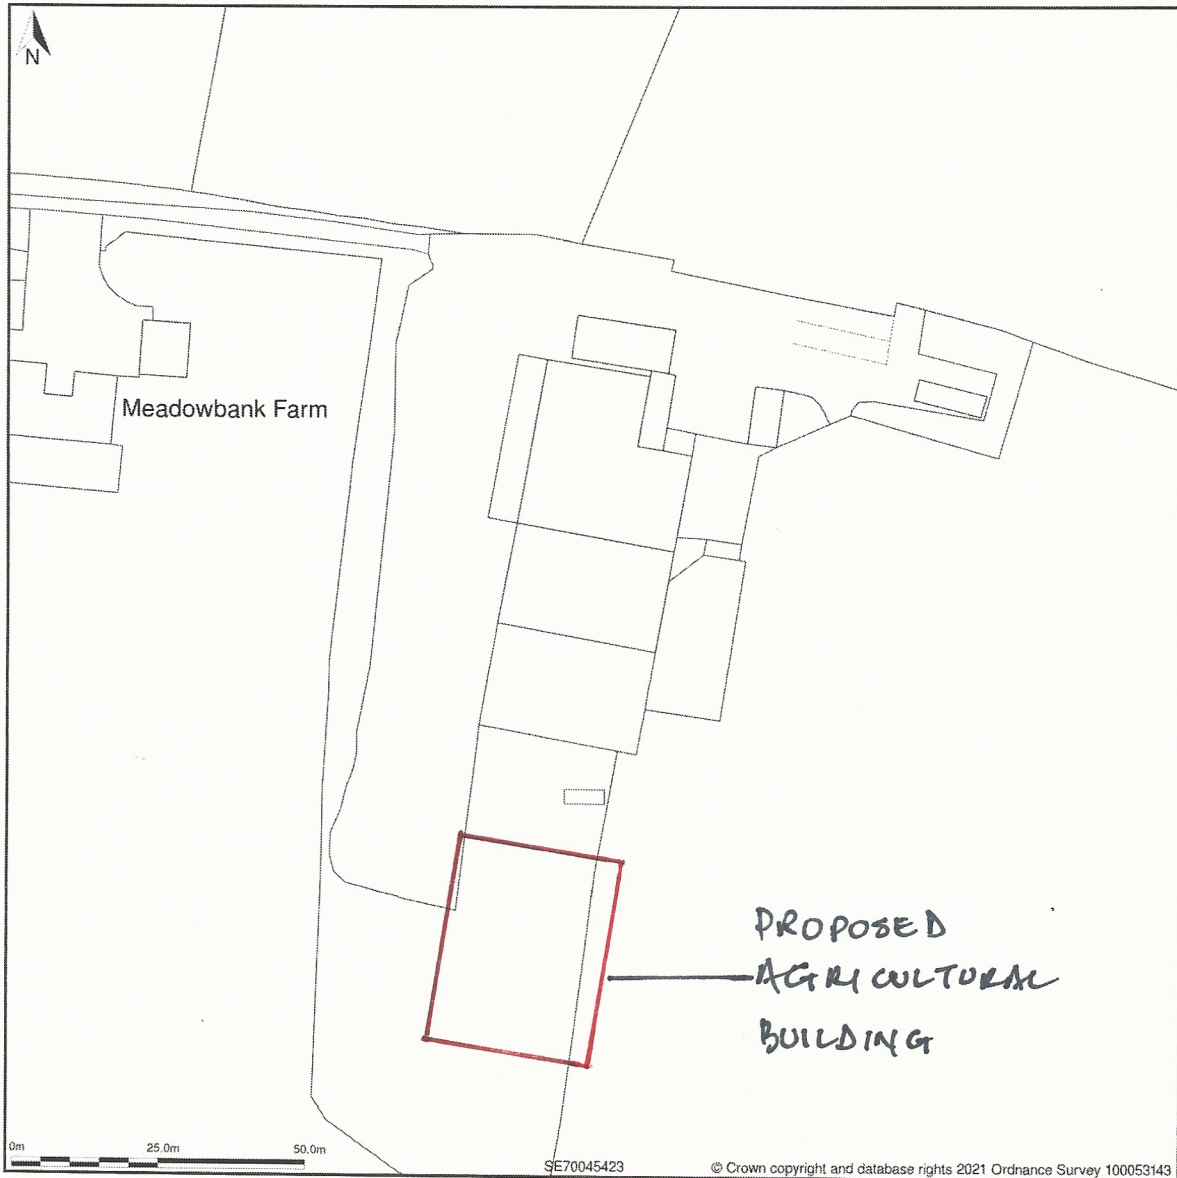 N
Meadowbank Farm
PROPOSED
AGRICULTURAL
BUILDING
0m 25.0m 50.0m
SE70045423
© Crown copyright and database rights 2021 Ordnance Survey 100053143